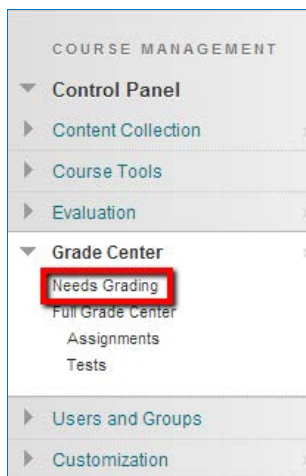 COURSE MANAGEMENT
Control Panel
Content Collection
Course Tools
Evaluation
Grade Center
Needs Grading
Full Grade Center
Assignments
Tests
Users and Groups
Customization